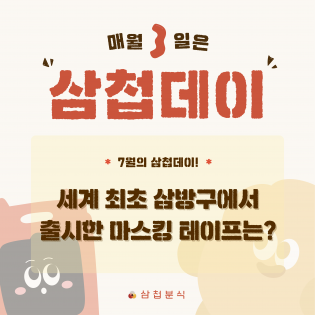 매월 3일은
삼첩데이
* 7월의 삼첩데이! *
세계 최초 삼방구에서
출시한 마스킹 테이프는?
삼첩분식